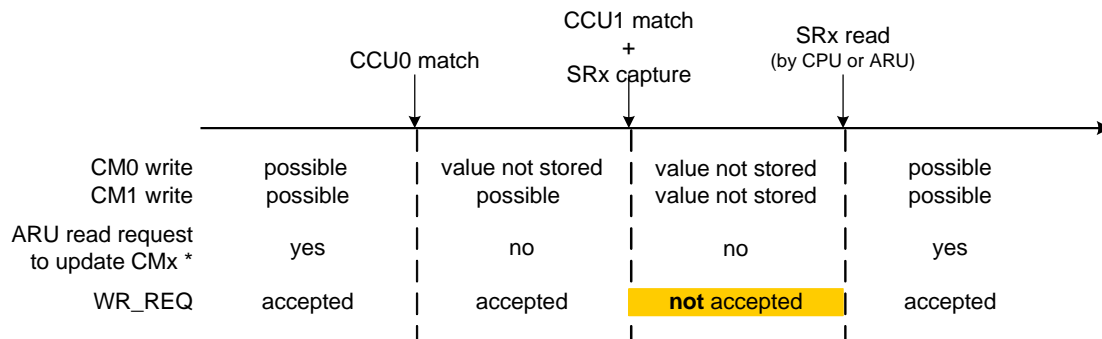 CCU0 match
CCU1 match
+
SRx capture
SRx read
(by CPU or ARU)
CM0 write possible value not stored value not stored possible
CM1 write possible possible value not stored possible
ARU read request
to update CMx * yes no no yes
WR_REQ accepted accepted not accepted accepted